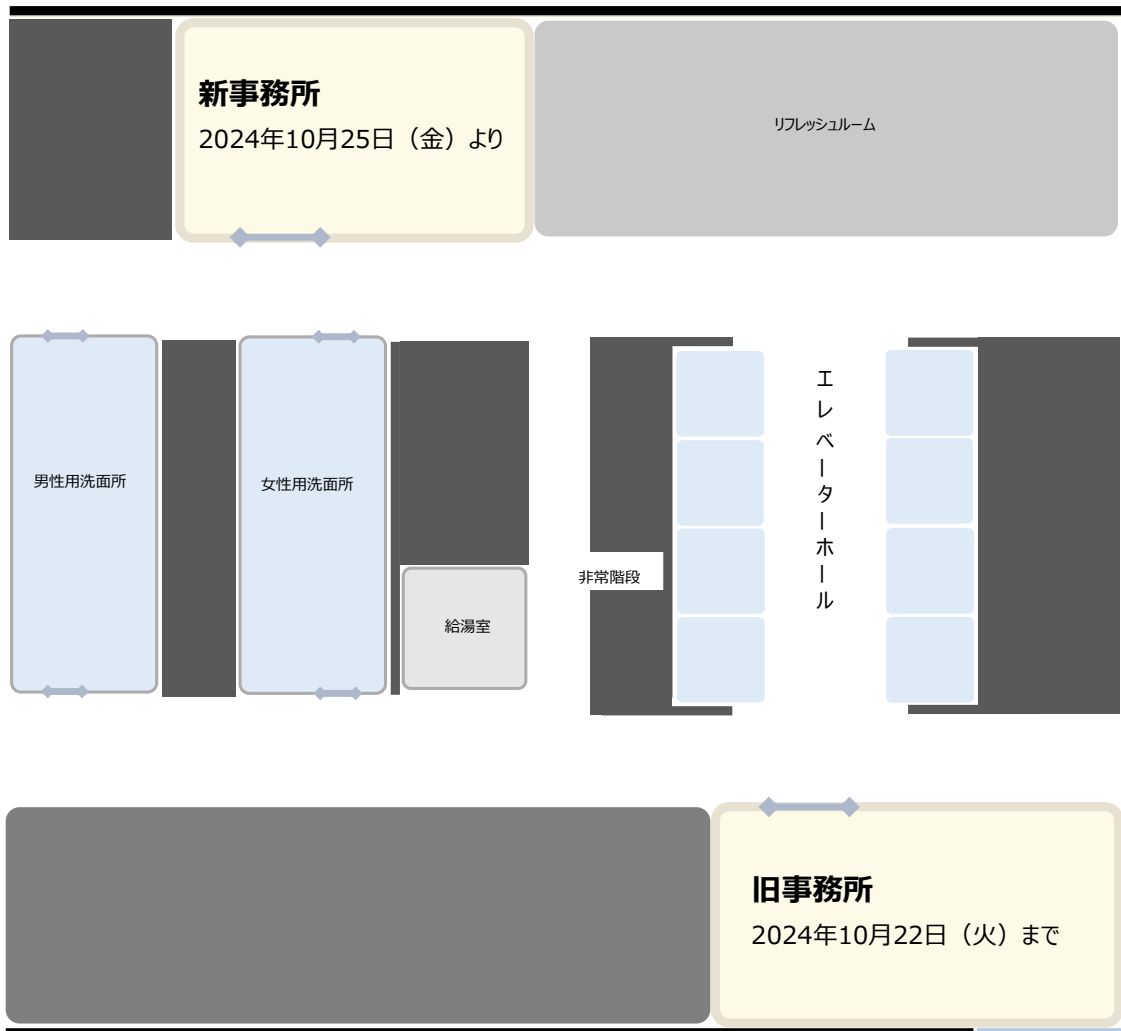 新事務所
2024年10月25日（金）より
リフレッシュルーム
男性用洗面所
女性用洗面所
給湯室
非常階段
エレベーターホール
旧事務所
2024年10月22日（火）まで